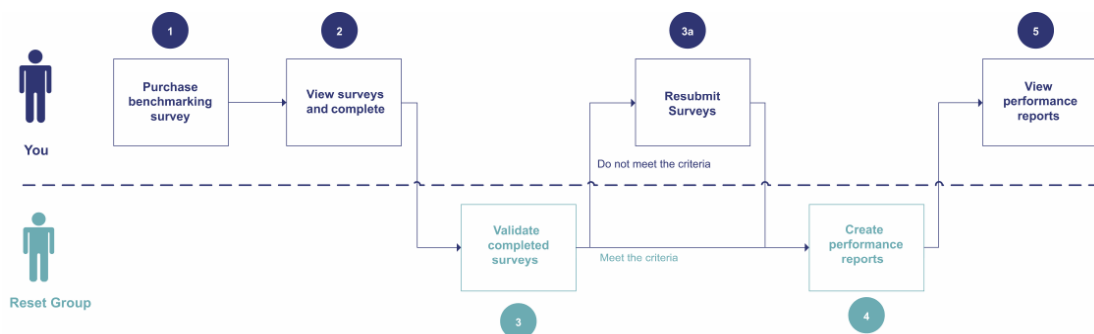 1
2
3a
5
Purchase
benchmarking
survey
View surveys
and complete
Resubmit
Surveys
View
performance
reports
You
Do not meet the criteria
Validate
completed
surveys
Meet the criteria
Create
performance
reports
Reset Group
3
4